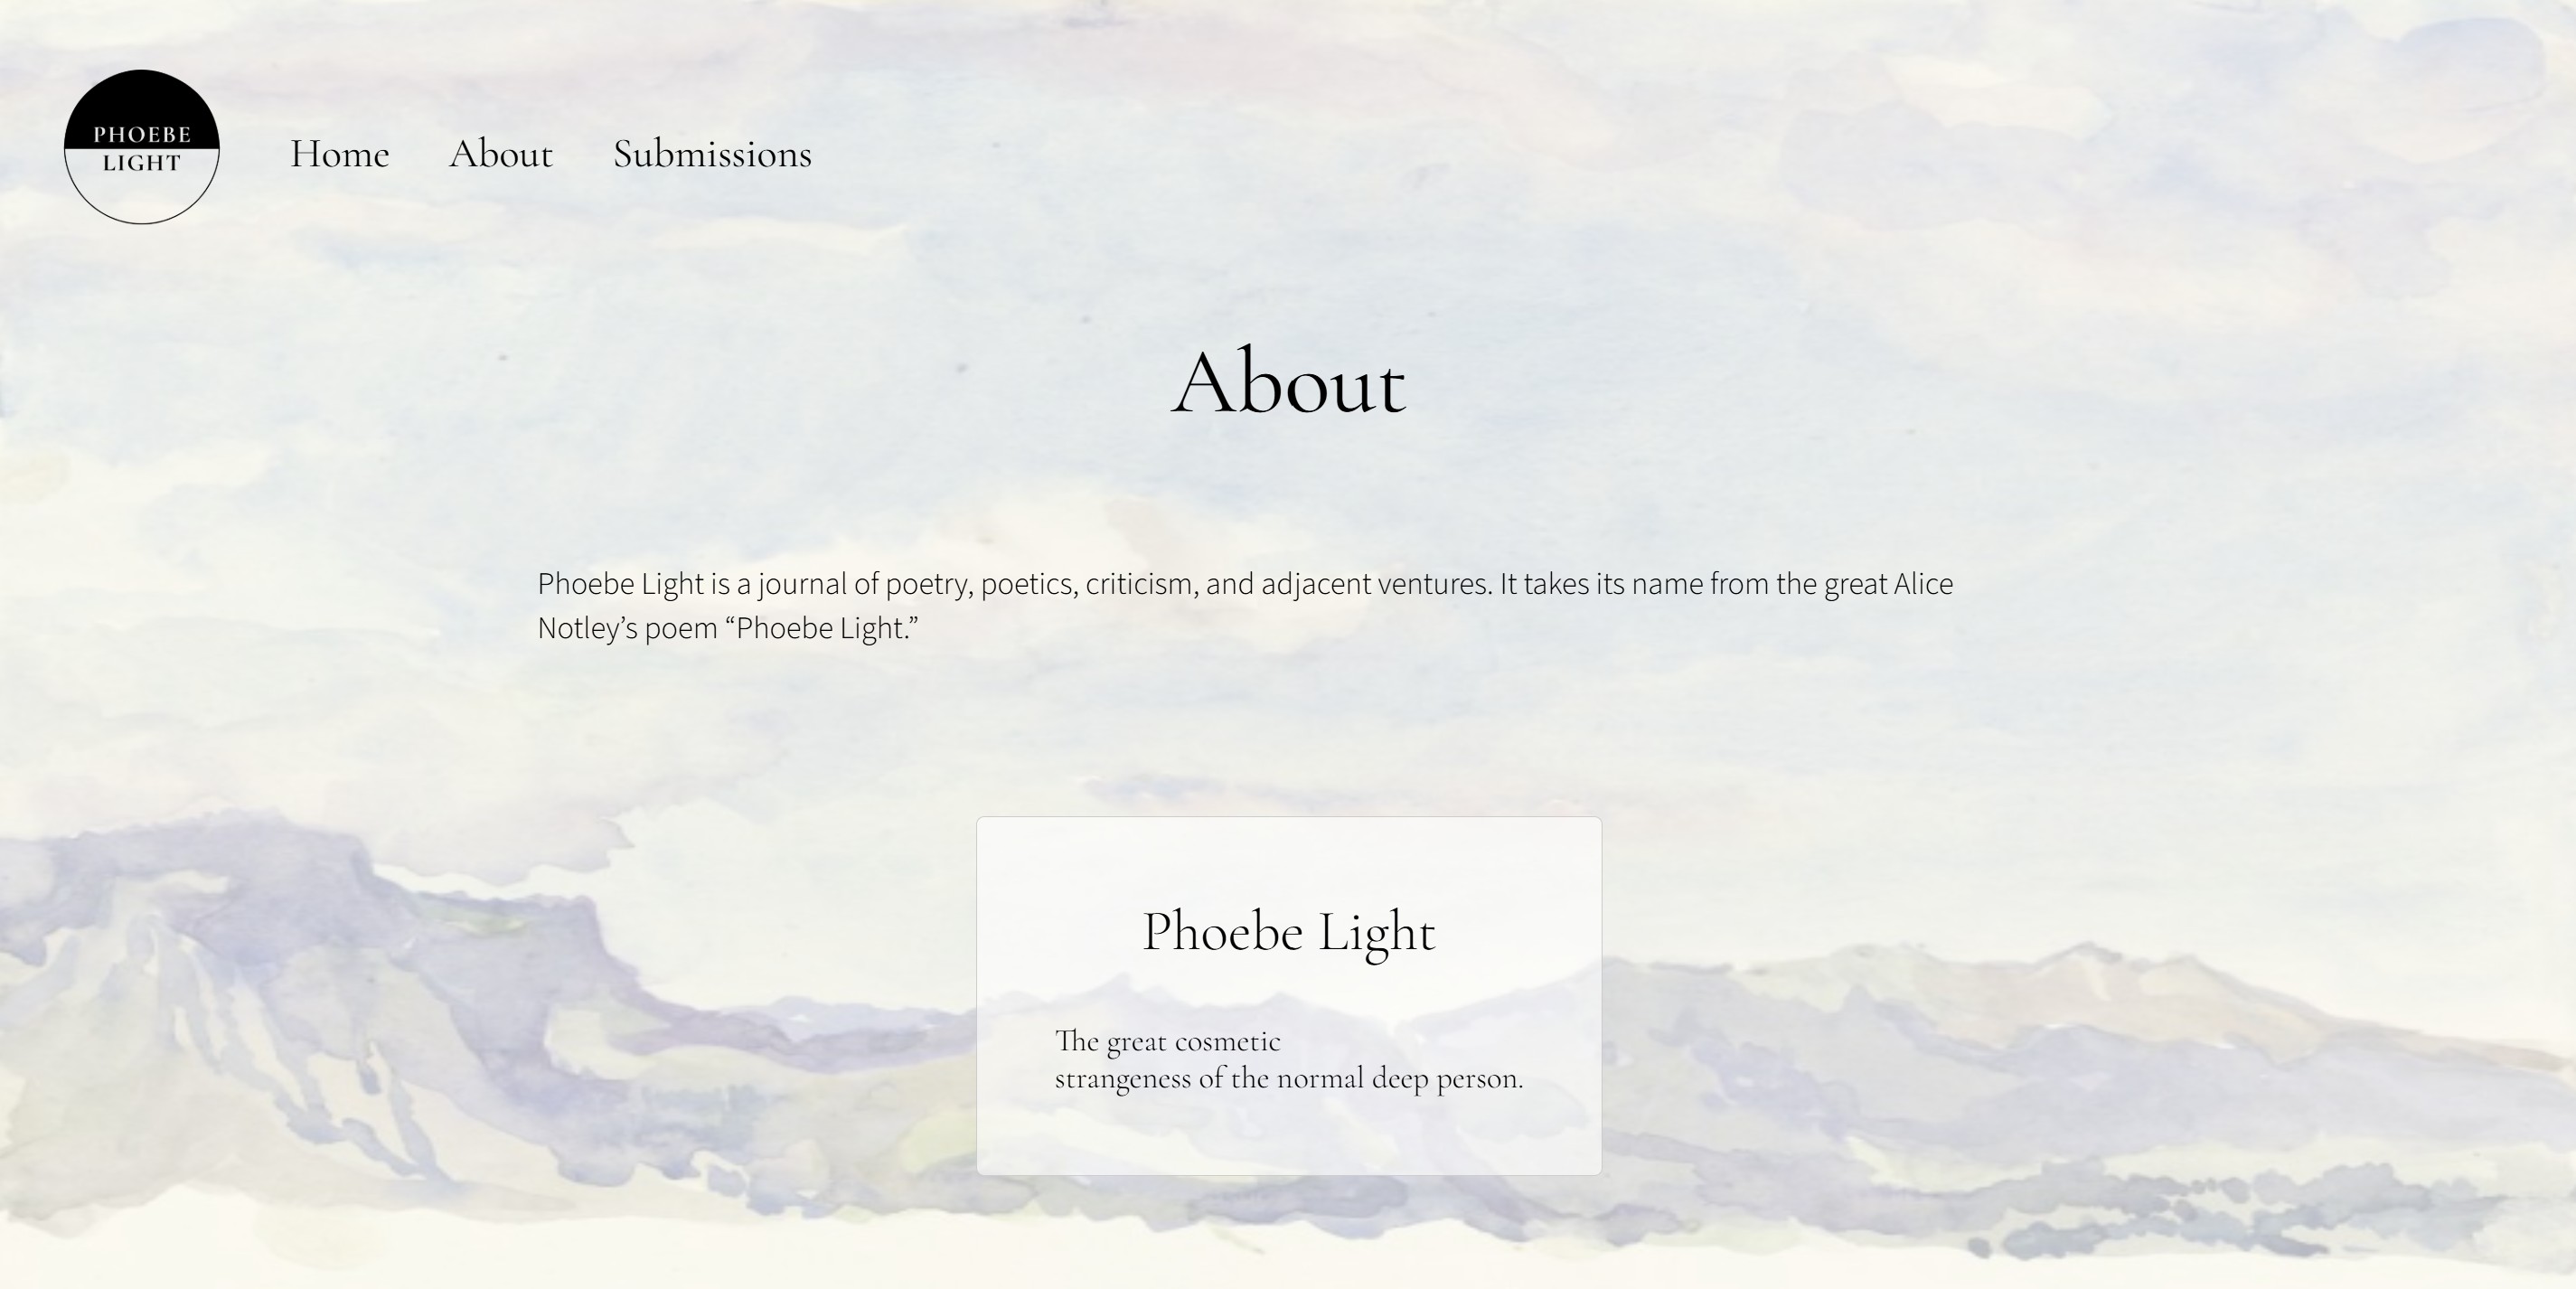 PHOEBE
LIGHT
Home About Submissions
About
Phoebe Light is a journal of poetry, poetics, criticism, and adjacent ventures. It takes its name from the great Alice
Notley’s poem “Phoebe Light.”
Phoebe Light
The great cosmetic
strangeness of the normal deep person.